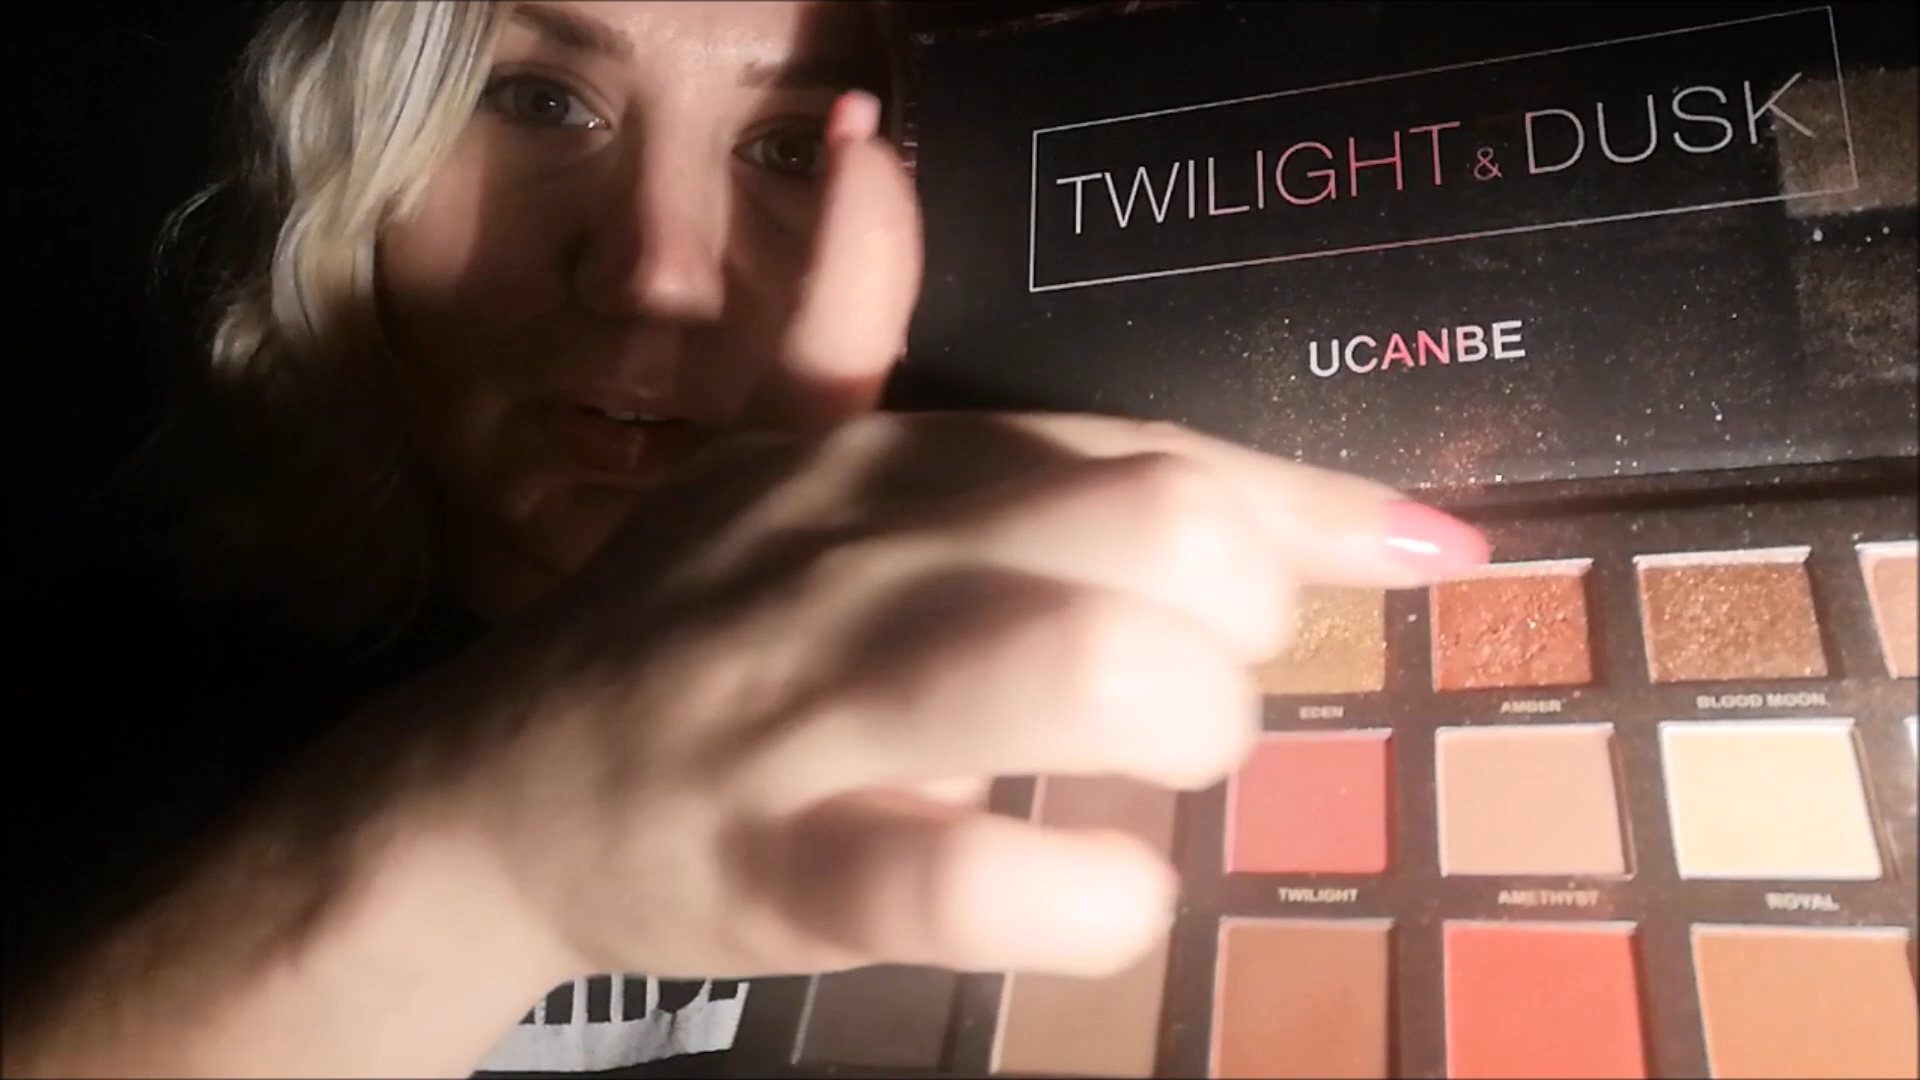 TWILIGHT & DUSK
UCANBE
EDEN AMBER BLOOD MOON
TWILIGHT AMETHYST ROYAL